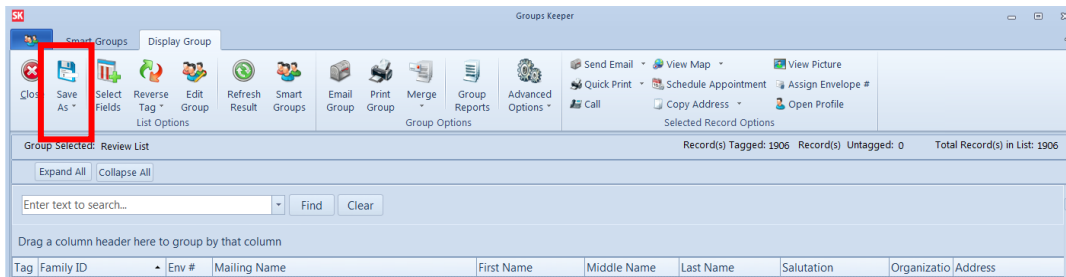 SK Groups Keeper
Smart Groups Display Group
Close Save As Select Fields Reverse Tag Edit Group Refresh Result Smart Groups Email Group Print Group Merge Group Reports Advanced Options
Send Email View Map View Picture
Quick Print Schedule Appointment Assign Envelope #
Call Copy Address Open Profile
List Options Group Options Selected Record Options
Group Selected: Review List Record(s) Tagged: 1906 Record(s) Untagged: 0 Total Record(s) in List: 1906
Expand All Collapse All
Enter text to search... Find Clear
Drag a column header here to group by that column
Tag Family ID Env # Mailing Name First Name Middle Name Last Name Salutation Organizatio Address